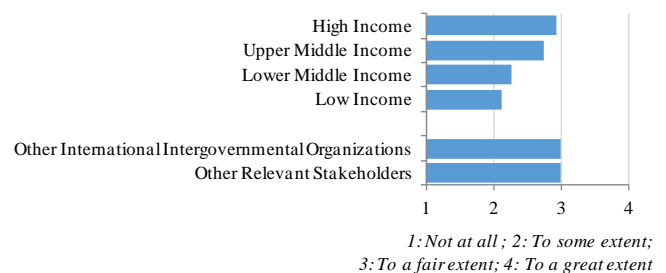 High Income
Upper Middle Income
Lower Middle Income
Low Income
Other International Intergovernmental Organizations
Other Relevant Stakeholders
1 2 3 4
1: Not at all ; 2: To some extent;
3: To a fair extent; 4: To a great extent